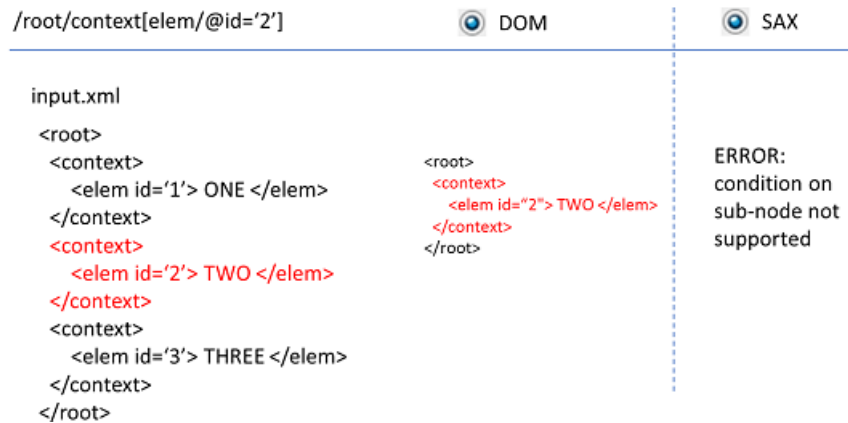 /root/context[elem/@id=‘2’]
DOM
SAX
input.xml
<root>
<context>
<elem id=‘1’> ONE </elem>
</context>
<context>
<elem id=‘2’> TWO </elem>
</context>
<context>
<elem id=‘3’> THREE </elem>
</context>
</root>
<root>
<context>
<elem id=“2"> TWO </elem>
</context>
</root>
ERROR:
condition on
sub-node not
supported